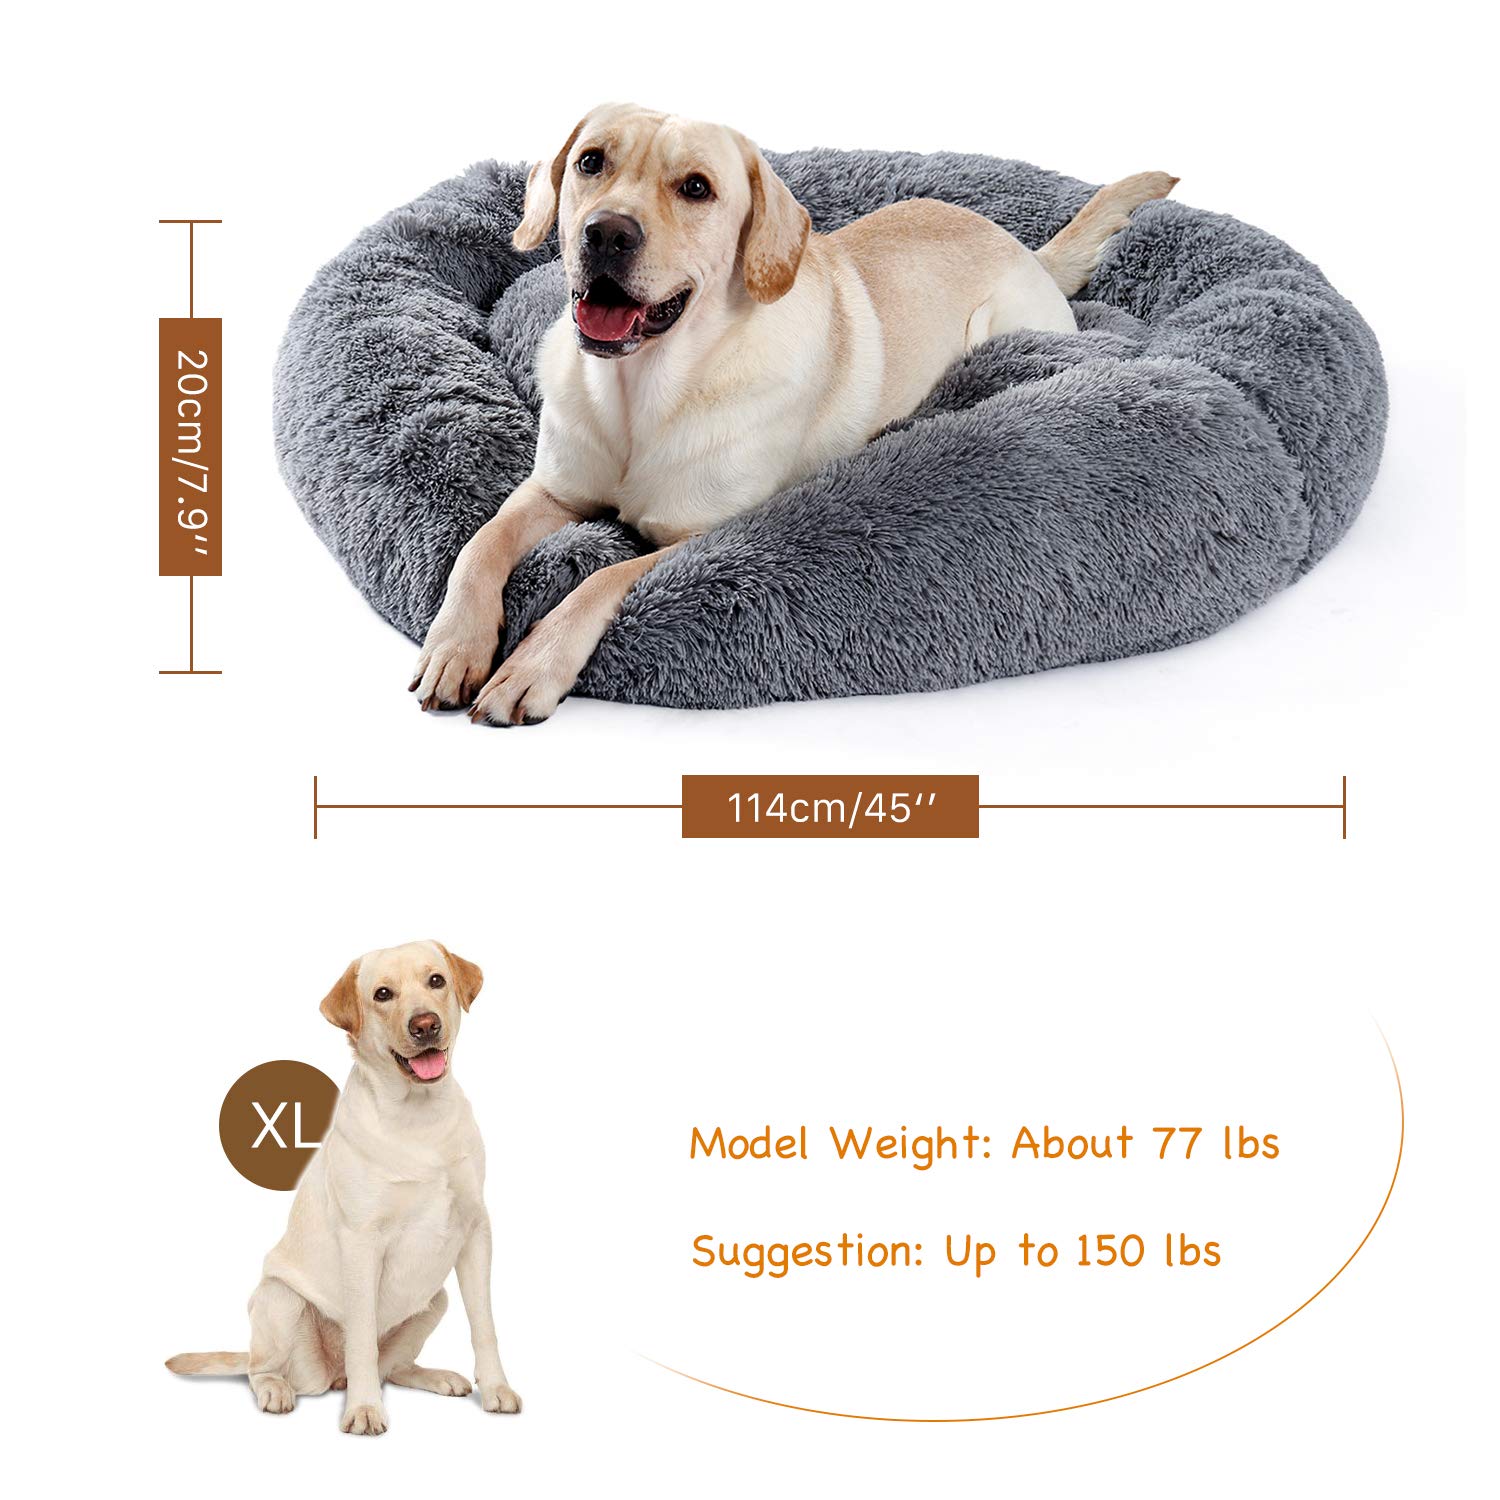 20cm/7.9‘’
114cm/45‘’
XL
Model Weight: About 77 lbs
Suggestion: Up to 150 lbs